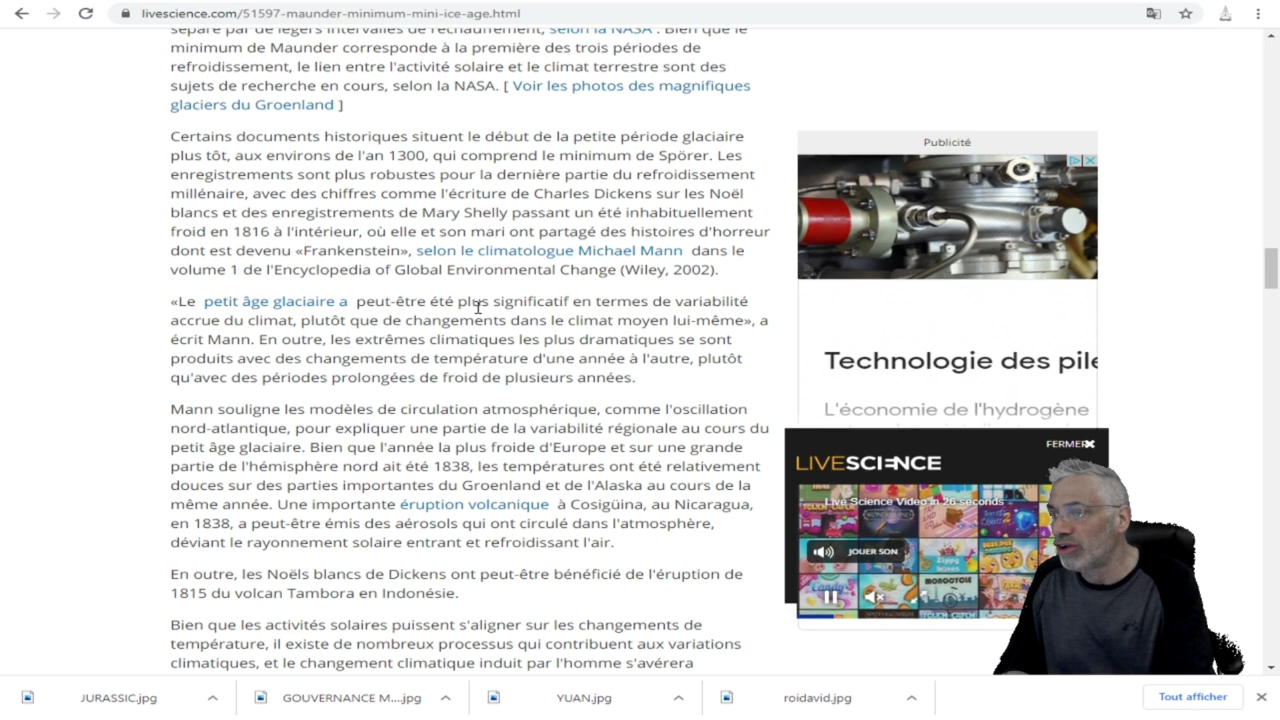 livescience.com/51597-maunder-minimum-mini-ice-age.html
séparé par de légers intervalles de réchauffement, selon la NASA . Bien que le
minimum de Maunder corresponde à la première des trois périodes de
refroidissement, le lien entre l'activité solaire et le climat terrestre sont des
sujets de recherche en cours, selon la NASA. [ Voir les photos des magnifiques
glaciers du Groenland ]
Certains documents historiques situent le début de la petite période glaciaire
plus tôt, aux environs de l'an 1300, qui comprend le minimum de Spörer. Les
enregistrements sont plus robustes pour la dernière partie du refroidissement
millénaire, avec des chiffres comme l'écriture de Charles Dickens sur les Noël
blancs et des enregistrements de Mary Shelly passant un été inhabituellement
froid en 1816 à l'intérieur, où elle et son mari ont partagé des histoires d'horreur
dont est devenu «Frankenstein», selon le climatologue Michael Mann dans le
volume 1 de l'Encyclopedia of Global Environmental Change (Wiley, 2002).
«Le petit âge glaciaire a peut-être été plus significatif en termes de variabilité
accrue du climat, plutôt que de changements dans le climat moyen lui-même», a
écrit Mann. En outre, les extrêmes climatiques les plus dramatiques se sont
produits avec des changements de température d'une année à l'autre, plutôt
qu'avec des périodes prolongées de froid de plusieurs années.
Mann souligne les modèles de circulation atmosphérique, comme l'oscillation
nord-atlantique, pour expliquer une partie de la variabilité régionale au cours du
petit âge glaciaire. Bien que l'année la plus froide d'Europe et sur une grande
partie de l'hémisphère nord ait été 1838, les températures ont été relativement
douces sur des parties importantes du Groenland et de l'Alaska au cours de la
même année. Une importante éruption volcanique à Cosigüina, au Nicaragua,
en 1838, a peut-être émis des aérosols qui ont circulé dans l'atmosphère,
déviant le rayonnement solaire entrant et refroidissant l'air.
En outre, les Noëls blancs de Dickens ont peut-être bénéficié de l'éruption de
1815 du volcan Tambora en Indonésie.
Bien que les activités solaires puissent s'aligner sur les changements de
température, il existe de nombreux processus qui contribuent aux variations
climatiques, et le changement climatique induit par l'homme s'avérera
Publicité
Technologie des pile
L'économie de l'hydrogène
FERMER
LIVESCIENCE
Live Science Video in 26 seconds
JOUER SON
Zippy
boxes
MONOCYCLE
Candy
JURASSIC.jpg
GOUVERNANCE M....jpg
YUAN.jpg
roidavid.jpg
Tout afficher